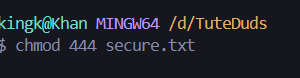 kingk@Khan MINGW64 /d/TuteDuds
$ chmod 444 secure.txt